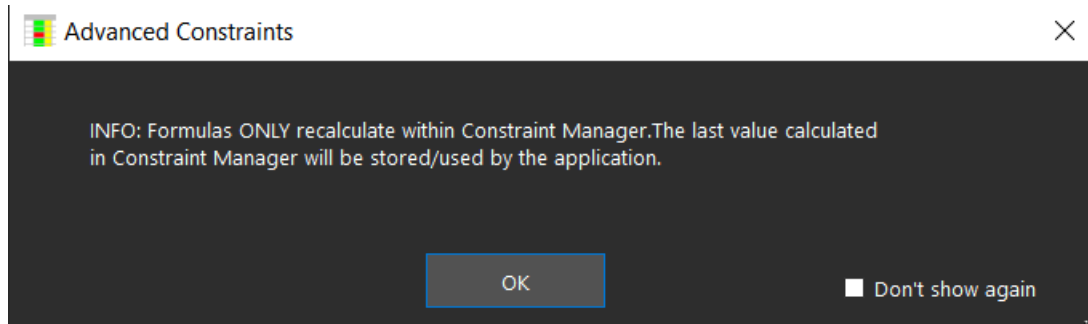 Advanced Constraints
INFO: Formulas ONLY recalculate within Constraint Manager.The last value calculated
in Constraint Manager will be stored/used by the application.
OK
Don't show again